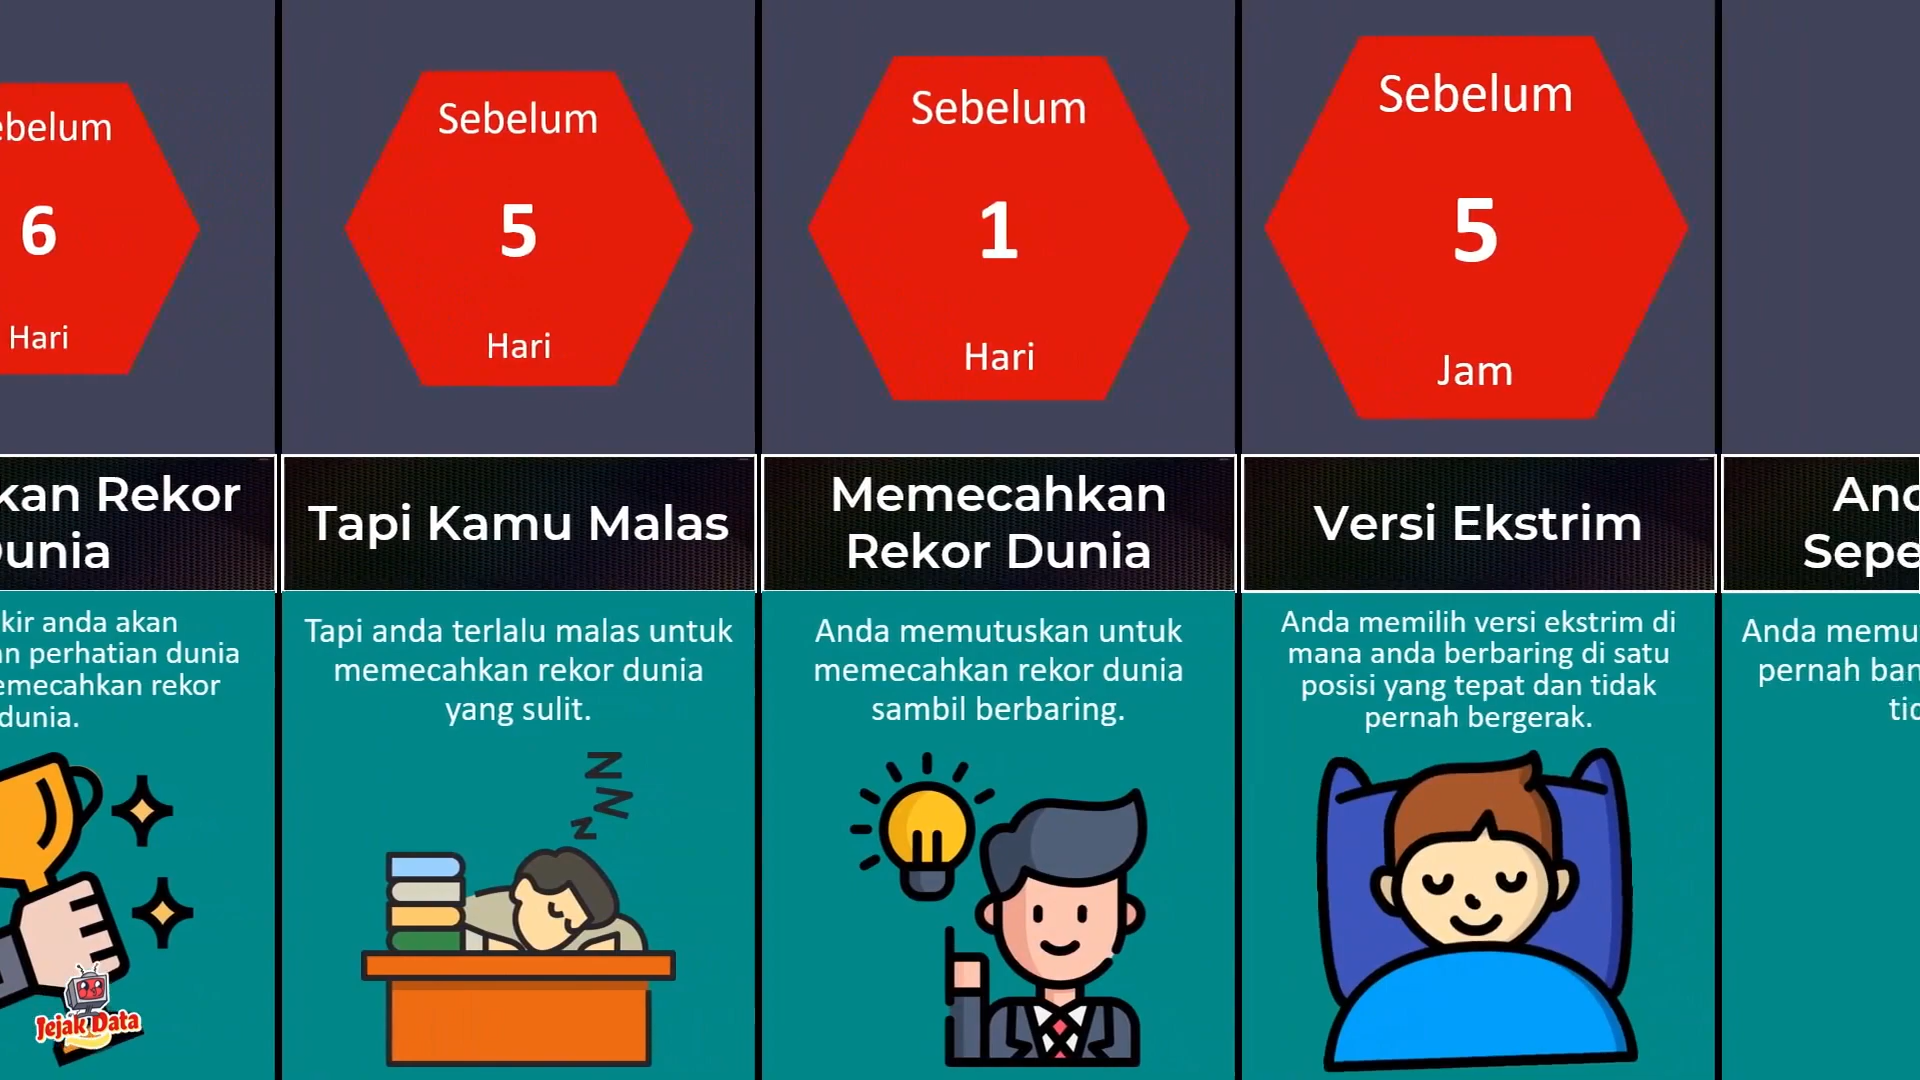 ebelum
6
Hari
kan Rekor
unia
kir anda akan
n perhatian dunia
emecahkan rekor
dunia.
Jejak Data
Sebelum
5
Hari
Tapi Kamu Malas
Tapi anda terlalu malas untuk
memecahkan rekor dunia
yang sulit.
Z
Z
Z
Sebelum
1
Hari
Memecahkan
Rekor Dunia
Anda memutuskan untuk
memecahkan rekor dunia
sambil berbaring.
Sebelum
5
Jam
Versi Ekstrim
Anda memilih versi ekstrim di
mana anda berbaring di satu
posisi yang tepat dan tidak
pernah bergerak.
And
Sepe
Anda memu
pernah ban
tid